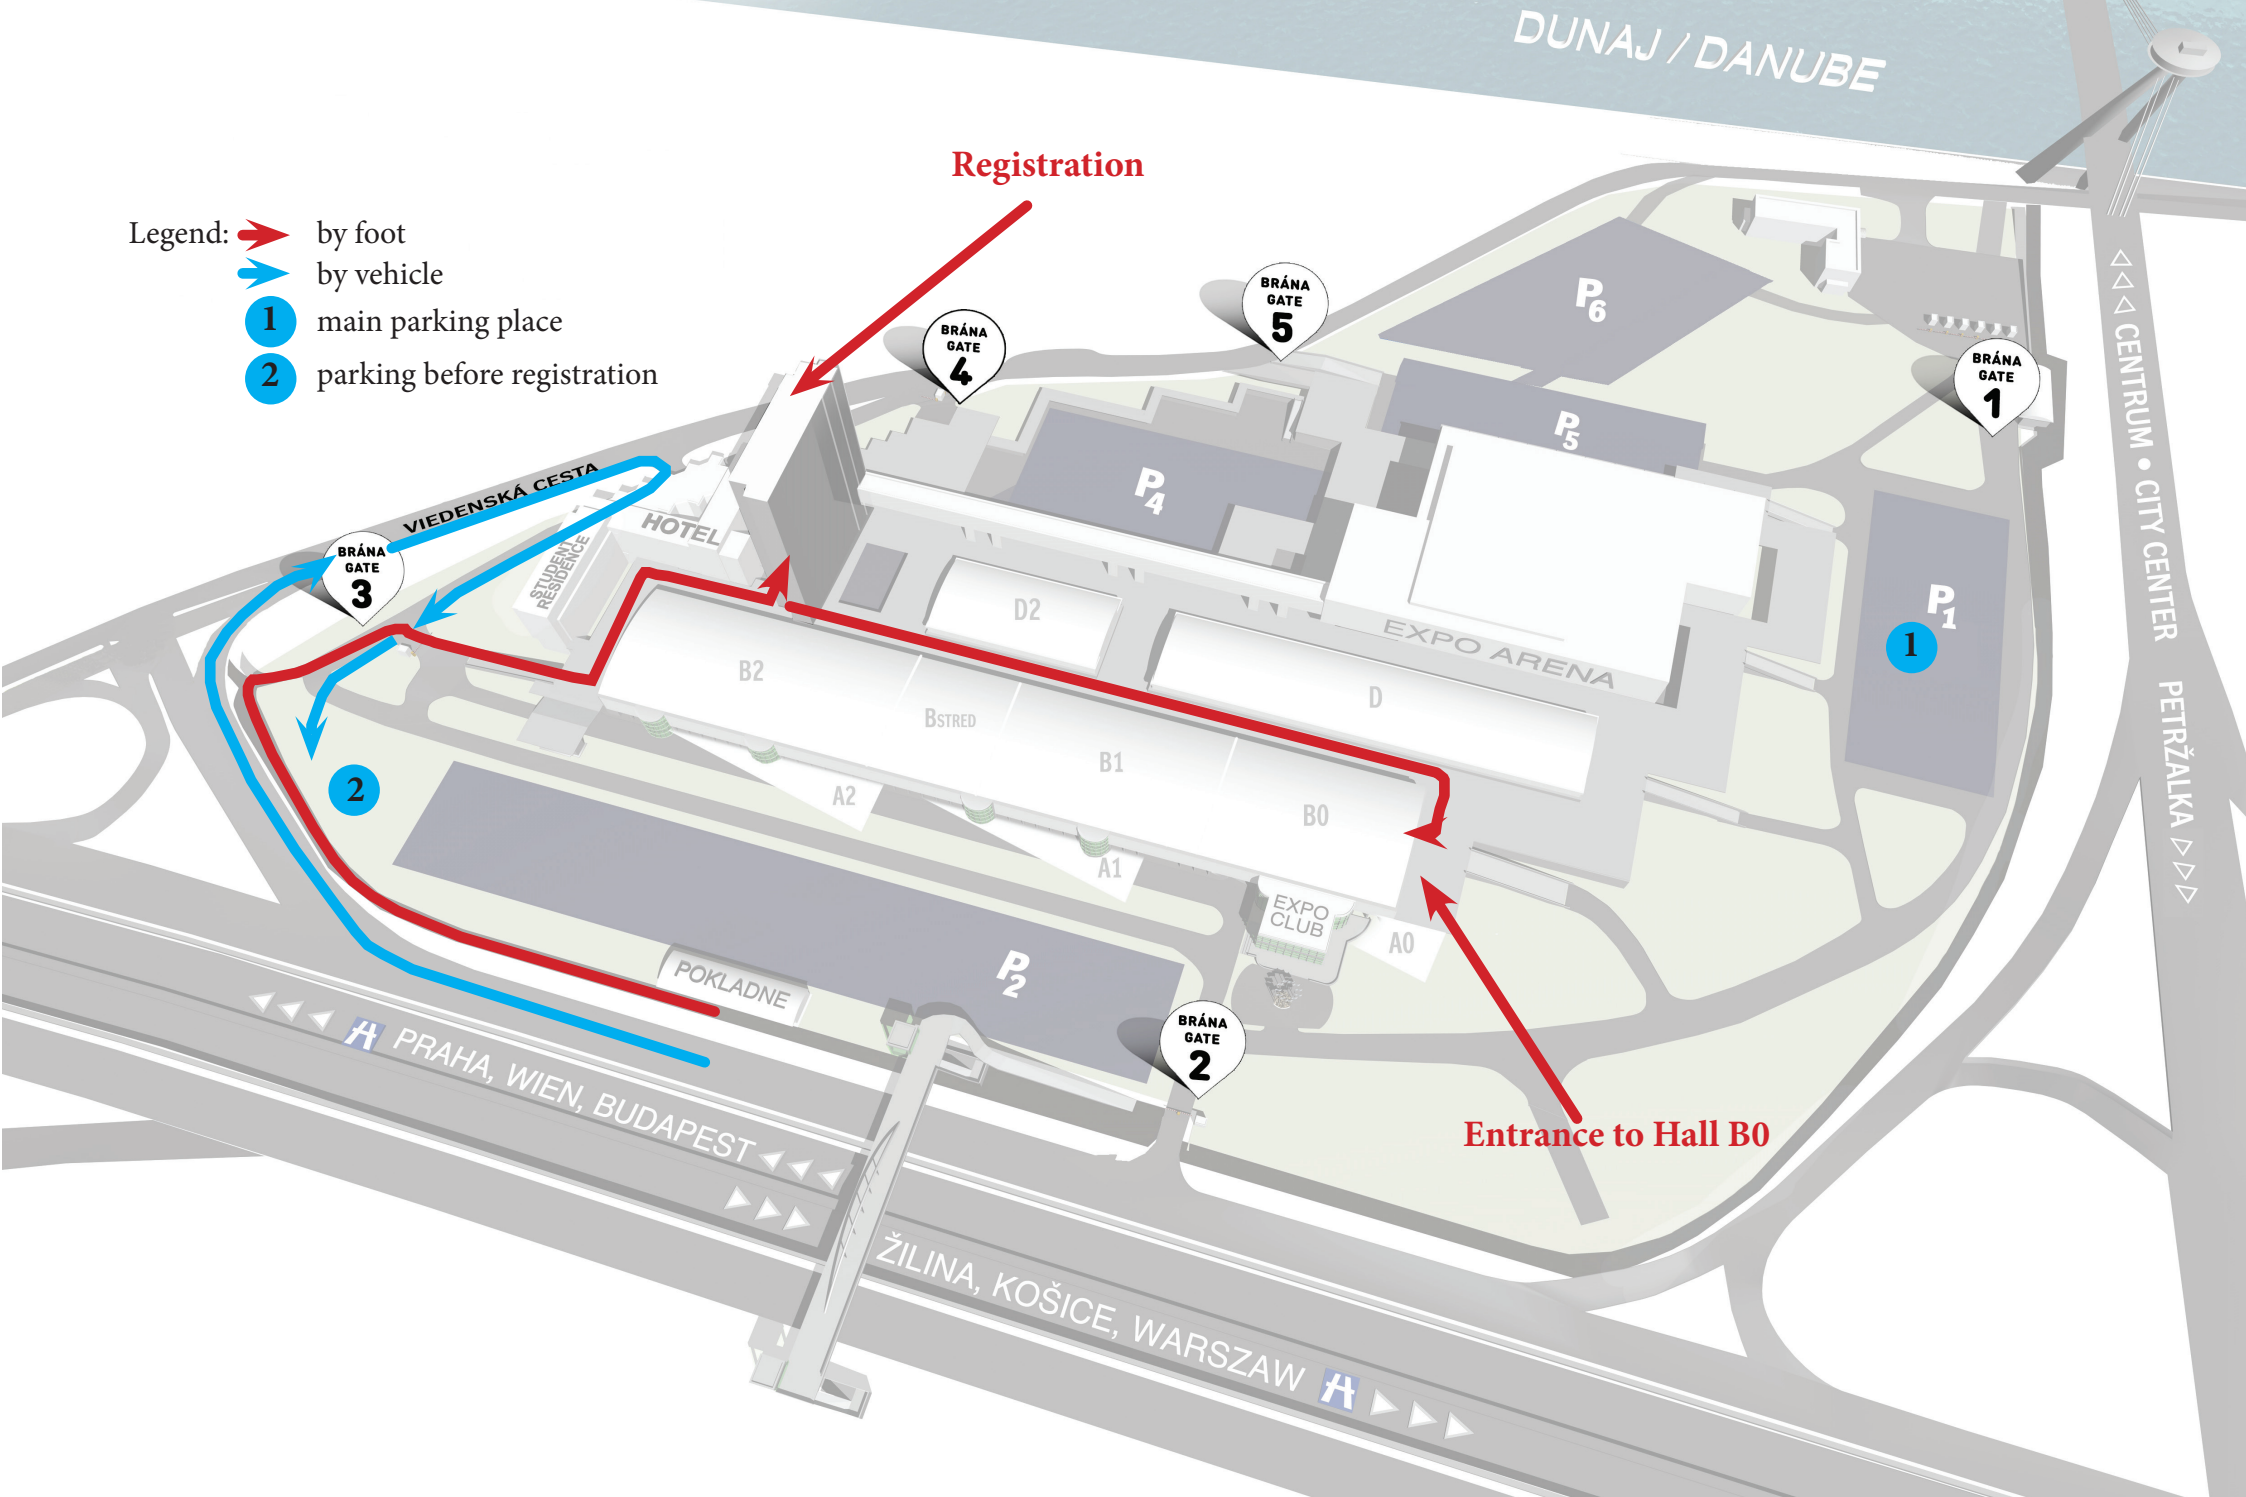 DUNAJ / DANUBE
Registration
Legend:
by foot
by vehicle
1 main parking place
2 parking before registration
BRÁNA
GATE
5
BRÁNA
GATE
4
BRÁNA
GATE
1
BRÁNA
GATE
3
BRÁNA
GATE
2
P6
P5
P4
P1
1
P2
2
VIEDENSKÁ CESTA
HOTEL
STUDENT
RESIDENCE
D2
D
EXPO ARENA
B2
BSTRED
B1
B0
A2
A1
A0
EXPO
CLUB
POKLADNE
CENTRUM • CITY CENTER
PETRŽALKA
PRAHA, WIEN, BUDAPEST
ŽILINA, KOŠICE, WARSZAW
Entrance to Hall B0